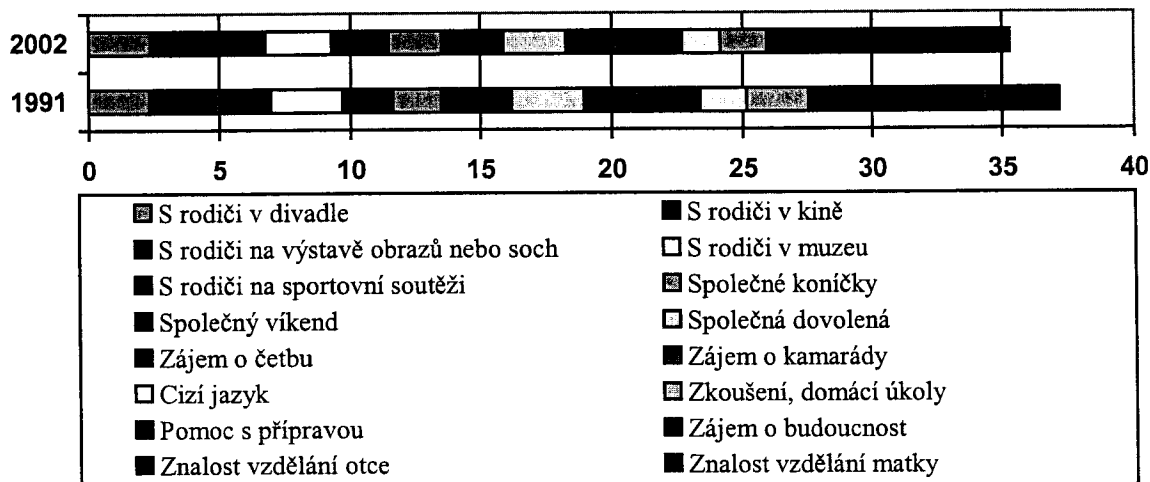 2002
1991
0 5 10 15 20 25 30 35 40
S rodiči v divadle S rodiči v kině
S rodiči na výstavě obrazů nebo soch S rodiči v muzeu
S rodiči na sportovní soutěži Společné koníčky
Společný víkend Společná dovolená
Zájem o četbu Zájem o kamarády
Cizí jazyk Zkoušení, domácí úkoly
Pomoc s přípravou Zájem o budoucnost
Znalost vzdělání otce Znalost vzdělání matky